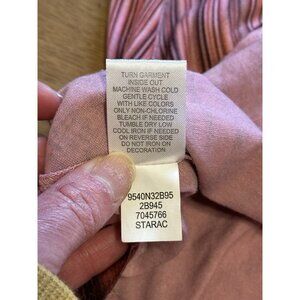 TURN GARMENT
INSIDE OUT
MACHINE WASH COLD
GENTLE CYCLE
WITH LIKE COLORS
ONLY NON-CHLORINE
BLEACH IF NEEDED
TUMBLE DRY LOW
COOL IRON IF NEEDED
ON REVERSE SIDE
DO NOT IRON ON
DECORATION
9540N32B95
2B945
7045766
STARAC